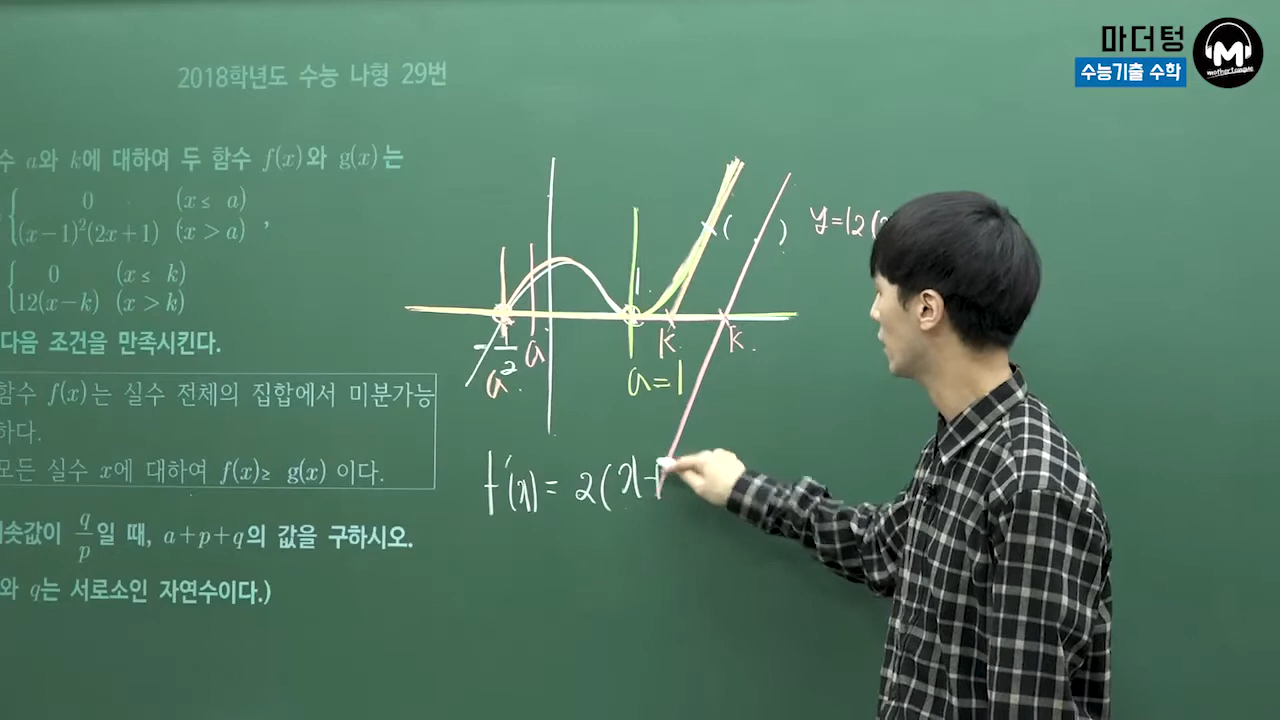 마더텅
수능기출 수학
M
mothertongue
2018학년도 수능 나형 29번
수 a와 k에 대하여 두 함수 f(x)와 g(x)는
0 (x ≤ a)
(x-1)²(2x+1) (x > a) ,
0 (x ≤ k)
12(x-k) (x > k)
다음 조건을 만족시킨다.
함수 f(x)는 실수 전체의 집합에서 미분가능
하다.
모든 실수 x에 대하여 f(x) ≥ g(x) 이다.
솟값이 q/p일 때, a+p+q의 값을 구하시오.
와 q는 서로소인 자연수이다.)
( )
y=12(
1
-1/2
a
a
a=1
k
k.
f'(x) = 2(x-